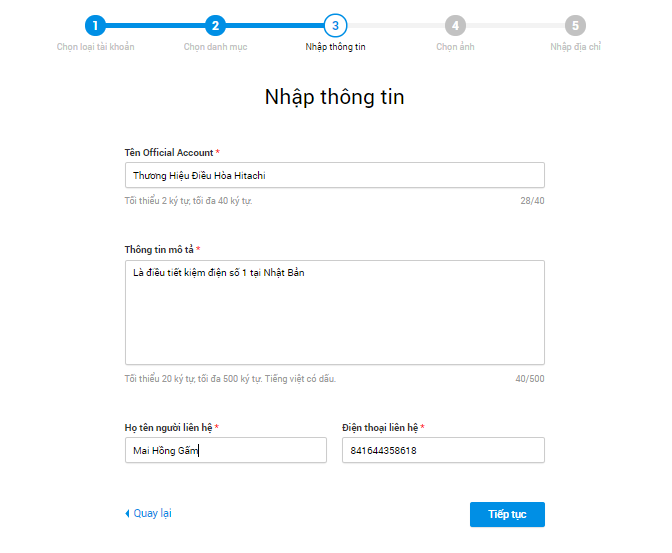 1 2 3 4 5
Chọn loại tài khoản Chọn danh mục Nhập thông tin Chọn ảnh Nhập địa chỉ
Nhập thông tin
Tên Official Account *
Thương Hiệu Điều Hòa Hitachi
Tối thiểu 2 ký tự, tối đa 40 ký tự. 28/40
Thông tin mô tả *
Là điều tiết kiệm điện số 1 tại Nhật Bản
Tối thiểu 20 ký tự, tối đa 500 ký tự. Tiếng việt có dấu. 40/500
Họ tên người liên hệ * Điện thoại liên hệ *
Mai Hồng Gấm 841644358618
Quay lại Tiếp tục